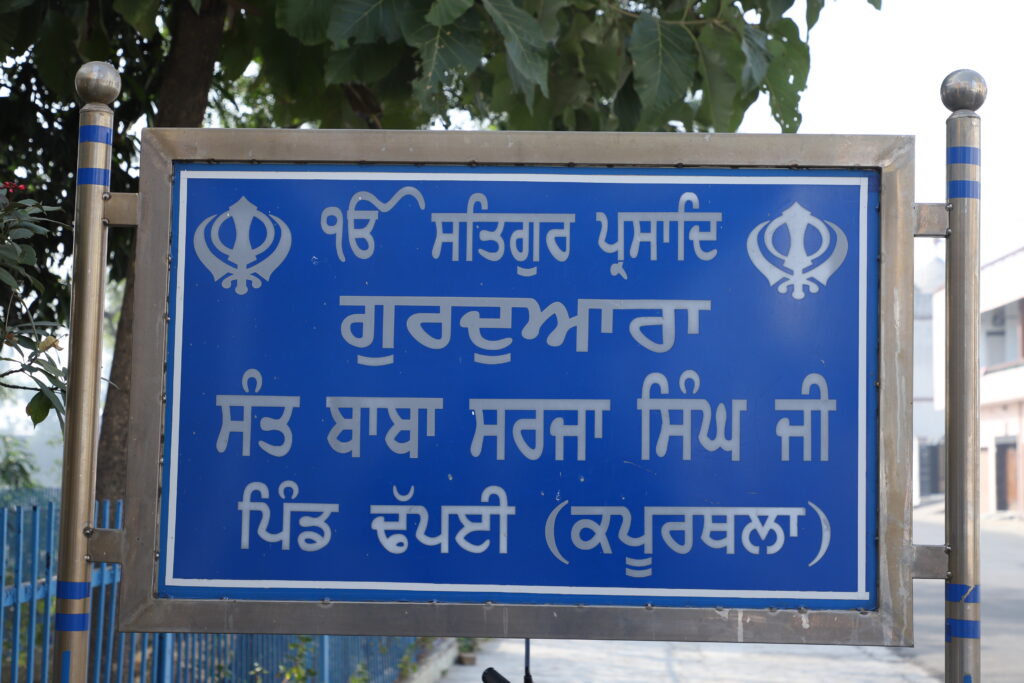 ੴ ਸਤਿਗੁਰ ਪ੍ਰਸਾਦਿ
ਗੁਰਦੁਆਰਾ
ਸੰਤ ਬਾਬਾ ਸਰਜਾ ਸਿੰਘ ਜੀ
ਪਿੰਡ ਢੱਪਈ (ਕਪੂਰਥਲਾ)